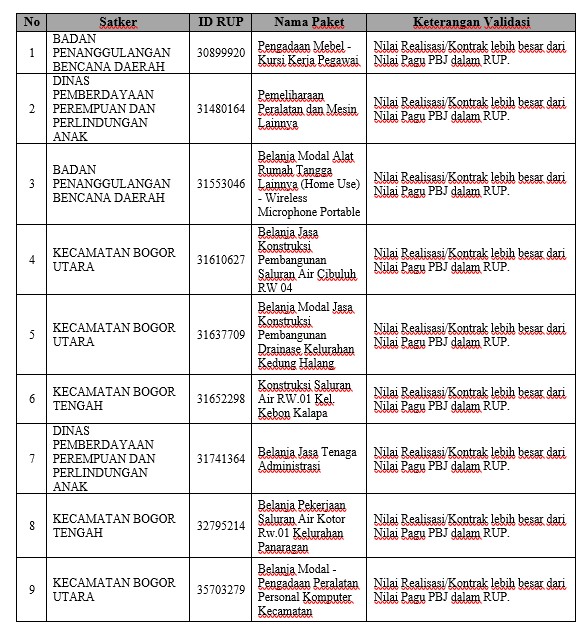 No Satker ID RUP Nama Paket Keterangan Validasi
1
BADAN
PENANGGULANGAN
BENCANA DAERAH
30899920
Pengadaan Mebel -
Kursi Kerja Pegawai
Nilai Realisasi/Kontrak lebih besar dari
Nilai Pagu PBJ dalam RUP.
2
DINAS
PEMBERDAYAAN
PEREMPUAN DAN
PERLINDUNGAN
ANAK
31480164
Pemeliharaan
Peralatan dan Mesin
Lainnya
Nilai Realisasi/Kontrak lebih besar dari
Nilai Pagu PBJ dalam RUP.
3
BADAN
PENANGGULANGAN
BENCANA DAERAH
31553046
Belanja Modal Alat
Rumah Tangga
Lainnya (Home Use)
- Wireless
Microphone Portable
Nilai Realisasi/Kontrak lebih besar dari
Nilai Pagu PBJ dalam RUP.
4
KECAMATAN BOGOR
UTARA
31610627
Belanja Jasa
Konstruksi
Pembangunan
Saluran Air Cibuluh
RW 04
Nilai Realisasi/Kontrak lebih besar dari
Nilai Pagu PBJ dalam RUP.
5
KECAMATAN BOGOR
UTARA
31637709
Belanja Modal Jasa
Konstruksi
Pembangunan
Drainase Kelurahan
Kedung Halang
Nilai Realisasi/Kontrak lebih besar dari
Nilai Pagu PBJ dalam RUP.
6
KECAMATAN BOGOR
TENGAH
31652298
Konstruksi Saluran
Air RW.01 Kel.
Kebon Kalapa
Nilai Realisasi/Kontrak lebih besar dari
Nilai Pagu PBJ dalam RUP.
7
DINAS
PEMBERDAYAAN
PEREMPUAN DAN
PERLINDUNGAN
ANAK
31741364
Belanja Jasa Tenaga
Administrasi
Nilai Realisasi/Kontrak lebih besar dari
Nilai Pagu PBJ dalam RUP.
8
KECAMATAN BOGOR
TENGAH
32795214
Belanja Pekerjaan
Saluran Air Kotor
Rw.01 Kelurahan
Panaragan
Nilai Realisasi/Kontrak lebih besar dari
Nilai Pagu PBJ dalam RUP.
9
KECAMATAN BOGOR
UTARA
35703279
Belanja Modal -
Pengadaan Peralatan
Personal Komputer
Kecamatan
Nilai Realisasi/Kontrak lebih besar dari
Nilai Pagu PBJ dalam RUP.